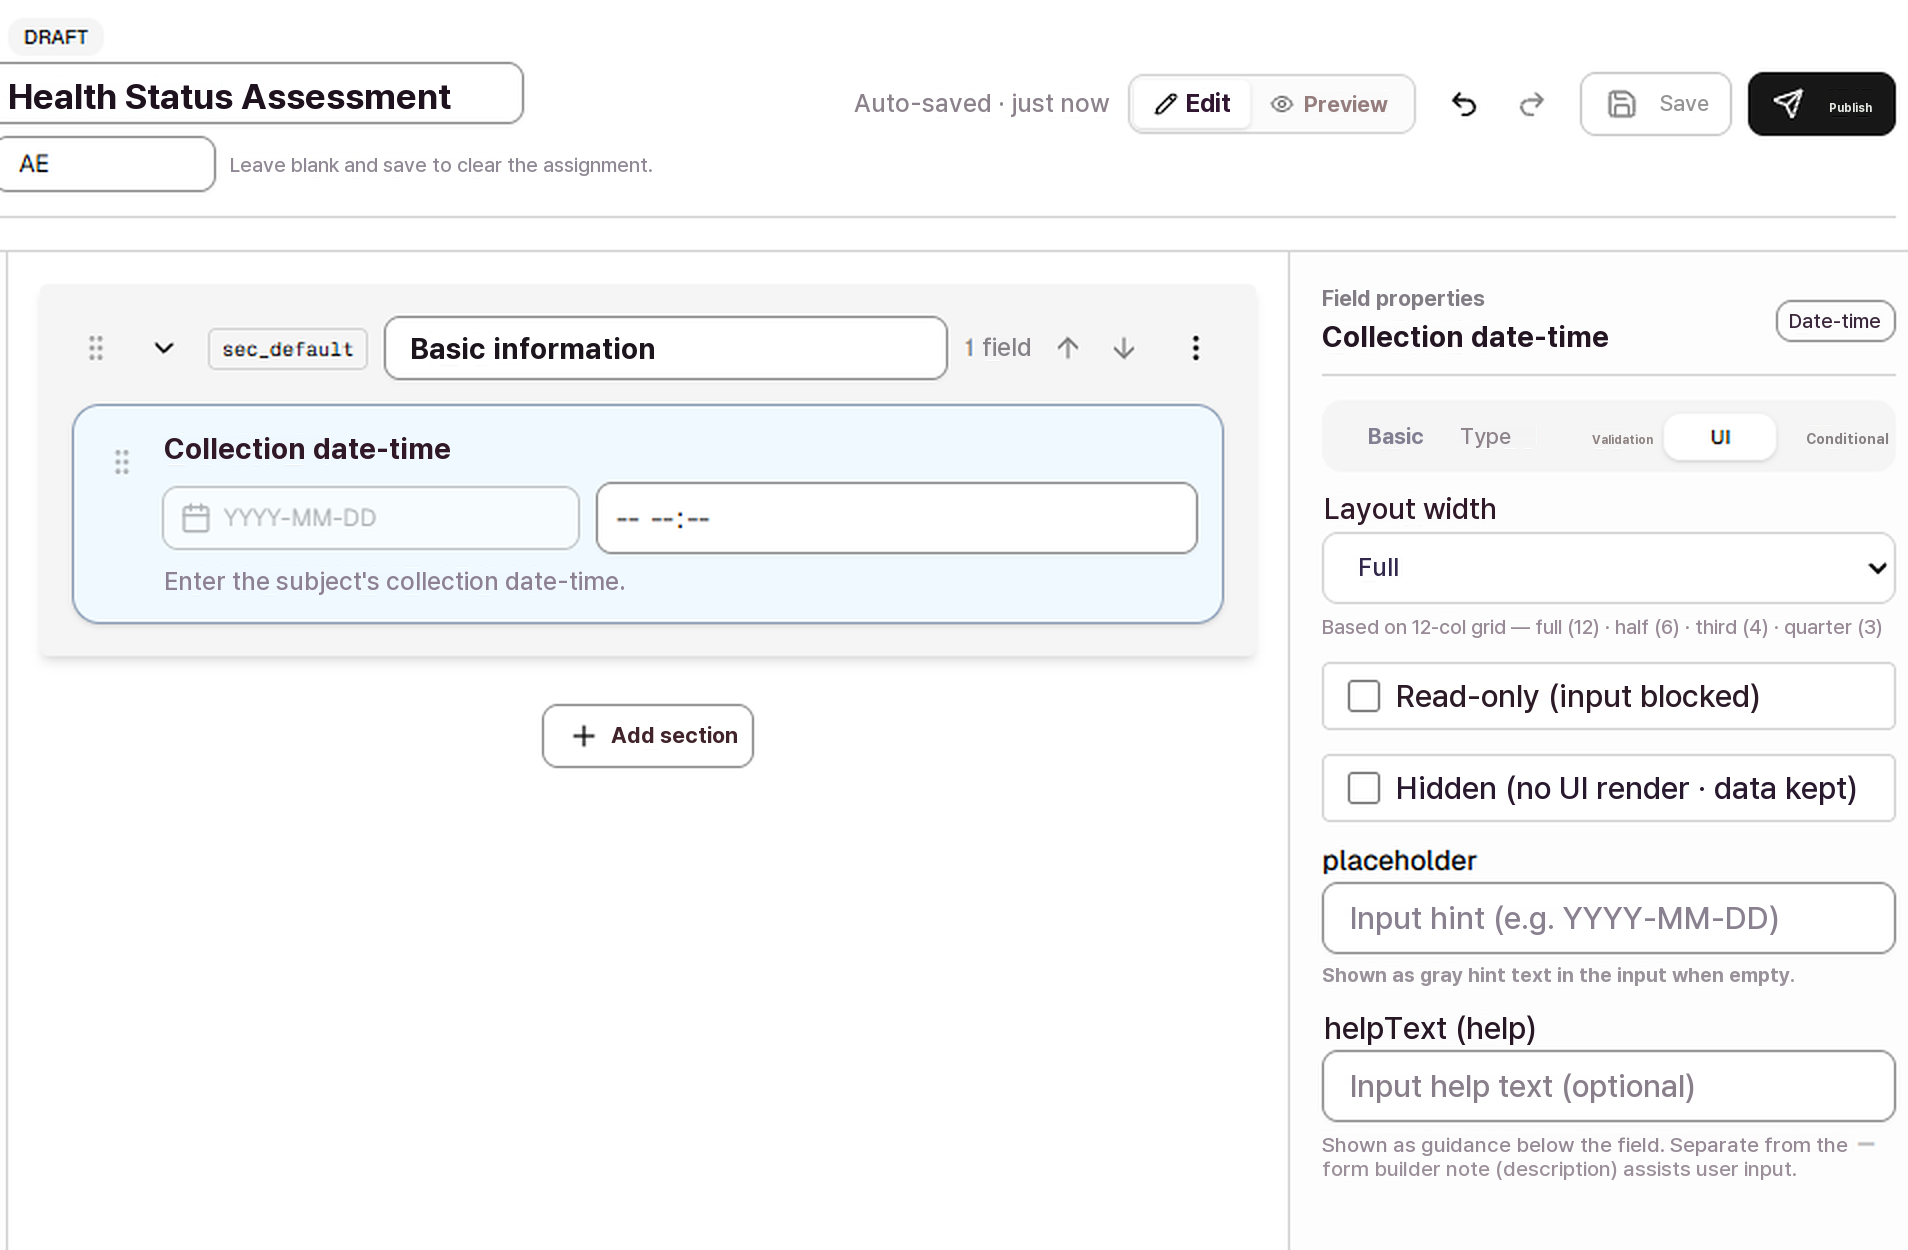 DRAFT
Health Status Assessment
Auto-saved · just now
Edit
Preview
Save
Publish
AE
Leave blank and save to clear the assignment.
sec_default
Basic information
1 field
Collection date-time
YYYY-MM-DD
-- --:--
Enter the subject's collection date-time.
Add section
Field properties
Collection date-time
Date-time
Basic
Type
Validation
UI
Conditional
Layout width
Full
Based on 12-col grid — full (12) · half (6) · third (4) · quarter (3)
Read-only (input blocked)
Hidden (no UI render · data kept)
placeholder
Input hint (e.g. YYYY-MM-DD)
Shown as gray hint text in the input when empty.
helpText (help)
Input help text (optional)
Shown as guidance below the field. Separate from the —
form builder note (description) assists user input.